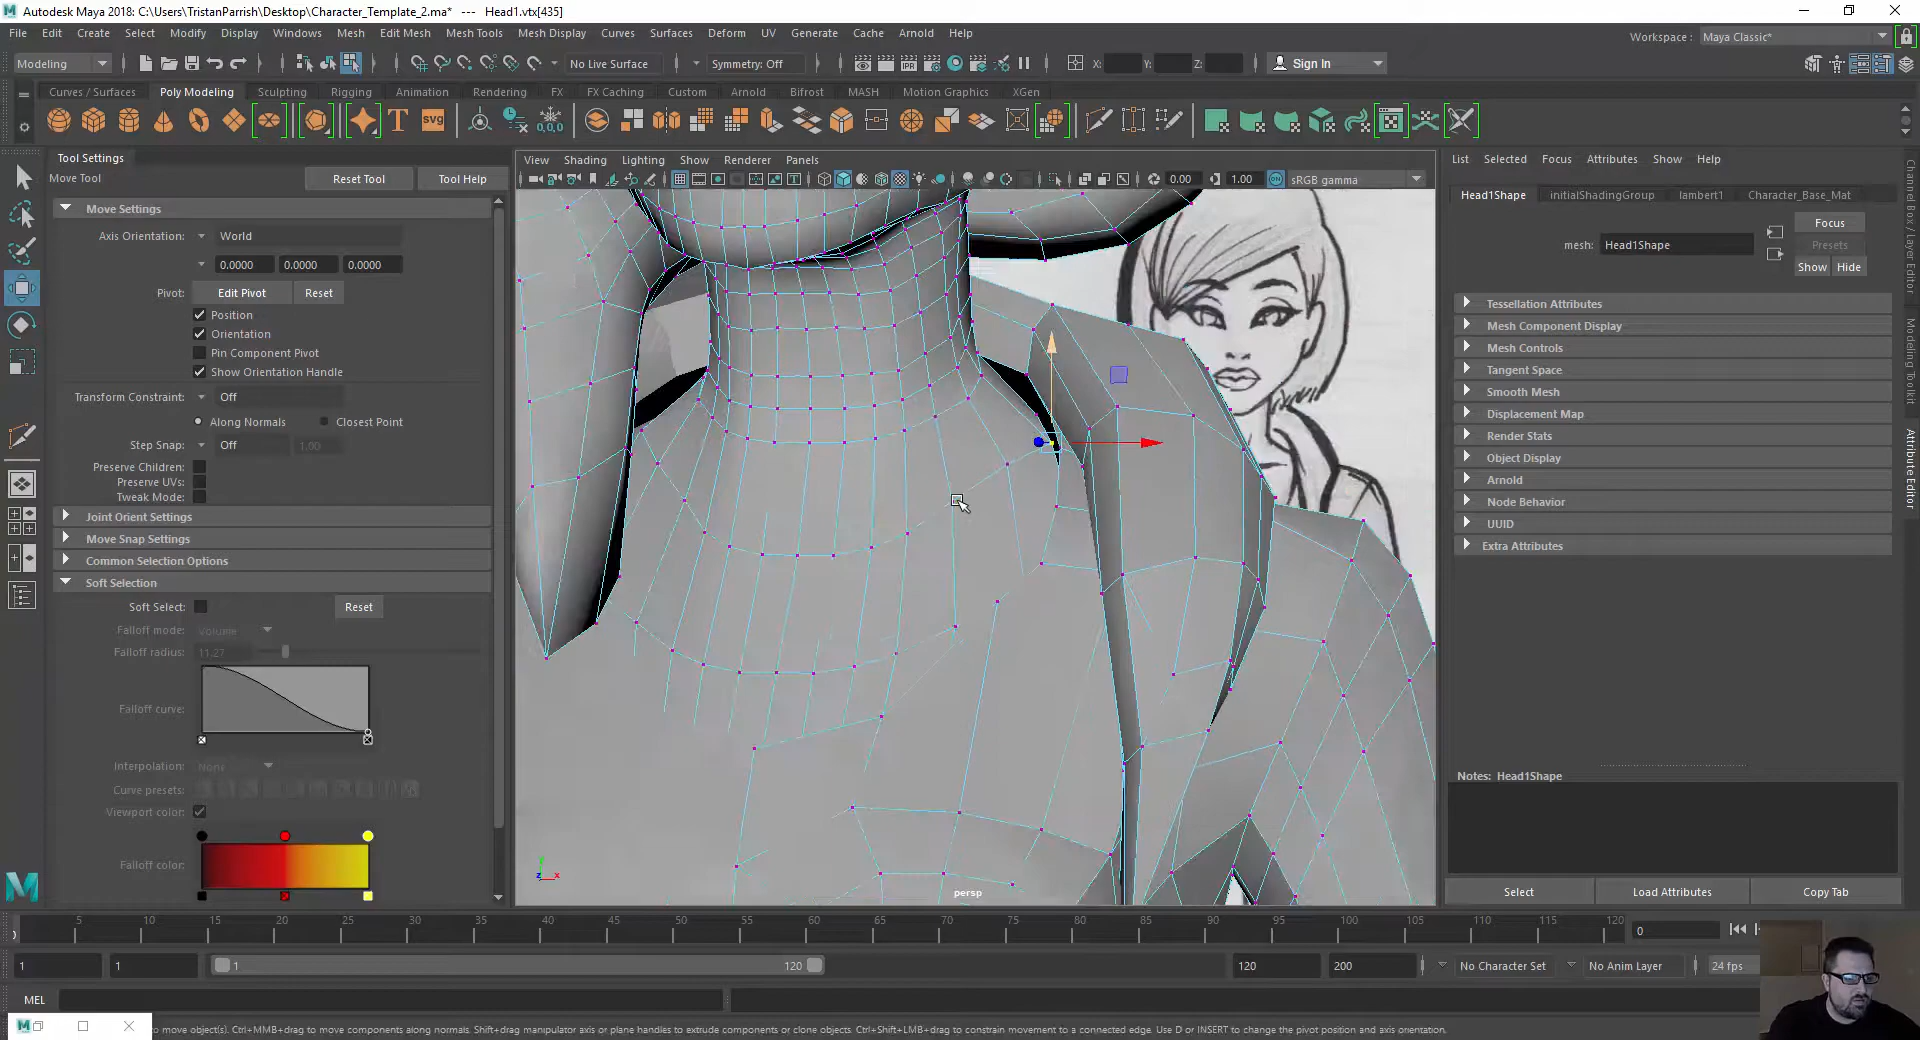 Autodesk Maya 2018: C:\Users\TristanParrish\Desktop\Character_Template_2.ma* --- Head1.vtx[435]
File Edit Create Select Modify Display Windows Mesh Edit Mesh Mesh Tools Mesh Display Curves Surfaces Deform UV Generate Cache Arnold Help
Workspace : Maya Classic*
Modeling No Live Surface Symmetry: Off X: Y: Z: Sign In
Curves / Surfaces Poly Modeling Sculpting Rigging Animation Rendering FX FX Caching Custom Arnold Bifrost MASH Motion Graphics XGen
T SVG 0,0,0
Tool Settings
Move Tool Reset Tool Tool Help
Move Settings
Axis Orientation: World
0.0000 0.0000 0.0000
Pivot: Edit Pivot Reset
Position
Orientation
Pin Component Pivot
Show Orientation Handle
Transform Constraint: Off
Along Normals Closest Point
Step Snap: Off 1.00
Preserve Children:
Preserve UVs:
Tweak Mode:
Joint Orient Settings
Move Snap Settings
Common Selection Options
Soft Selection
Soft Select: Reset
Falloff mode: Volume
Falloff radius: 11.27
Falloff curve:
Interpolation: None
Curve presets:
Viewport color:
Falloff color:
View Shading Lighting Show Renderer Panels
0.00 1.00 ON sRGB gamma
y z x
persp
List Selected Focus Attributes Show Help
Head1Shape initialShadingGroup lambert1 Character_Base_Mat
Focus
mesh: Head1Shape Presets
Show Hide
Tessellation Attributes
Mesh Component Display
Mesh Controls
Tangent Space
Smooth Mesh
Displacement Map
Render Stats
Object Display
Arnold
Node Behavior
UUID
Extra Attributes
Notes: Head1Shape
Select Load Attributes Copy Tab
Channel Box / Layer Editor
Modeling Toolkit
Attribute Editor
5 10 15 20 25 30 35 40 45 50 55 60 65 70 75 80 85 90 95 100 105 110 115 120 0
1 1 1 120 120 200 No Character Set No Anim Layer 24 fps
MEL
to move object(s). Ctrl+MMB+drag to move components along normals. Shift+drag manipulator axis or plane handles to extrude components or clone objects. Ctrl+Shift+LMB+drag to constrain movement to a connected edge. Use D or INSERT to change the pivot position and axis orientation.